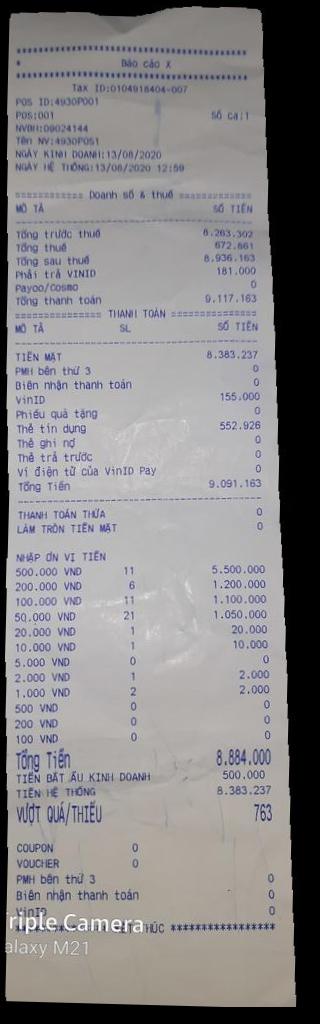 ****************************************
* Báo cáo X
****************************************
Tax ID:0104918404-007
POS ID:4930P001
POS:001 Số ca:1
NVBH:09024144
Tên NV:4930POS1
NGÀY KINH DOANH:13/08/2020
NGÀY HỆ THỐNG:13/08/2020 12:59
============ Doanh số & thuế ============
MÔ TẢ SỐ TIỀN
Tổng trước thuế 8.263.302
Tổng thuế 672.861
Tổng sau thuế 8.936.163
Phải trả VINID 181.000
Payoo/Cosmo 0
Tổng thanh toán 9.117.163
============== THANH TOÁN ==============
MÔ TẢ SL SỐ TIỀN
TIỀN MẶT 8.383.237
PMH bên thứ 3 0
Biên nhận thanh toán 0
VinID 155.000
Phiếu quà tặng 0
Thẻ tín dụng 552.926
Thẻ ghi nợ 0
Thẻ trả trước 0
Ví điện tử của VinID Pay 0
Tổng Tiền 9.091.163
THANH TOÁN THỪA 0
LÀM TRÒN TIỀN MẶT 0
NHẬP ƠN VỊ TIỀN
500.000 VND 11 5.500.000
200.000 VND 6 1.200.000
100.000 VND 11 1.100.000
50.000 VND 21 1.050.000
20.000 VND 1 20.000
10.000 VND 1 10.000
5.000 VND 0 0
2.000 VND 1 2.000
1.000 VND 2 2.000
500 VND 0 0
200 VND 0 0
100 VND 0 0
Tổng Tiền 8.884.000
TIỀN BẮT ẦU KINH DOANH 500.000
TIỀN HỆ THỐNG 8.383.237
VƯỢT QUÁ/THIẾU 763
COUPON 0
VOUCHER 0
PMH bên thứ 3 0
Biên nhận thanh toán 0
VinID 0
KẾT THÚC ****************
Triple Camera
alaxy M21